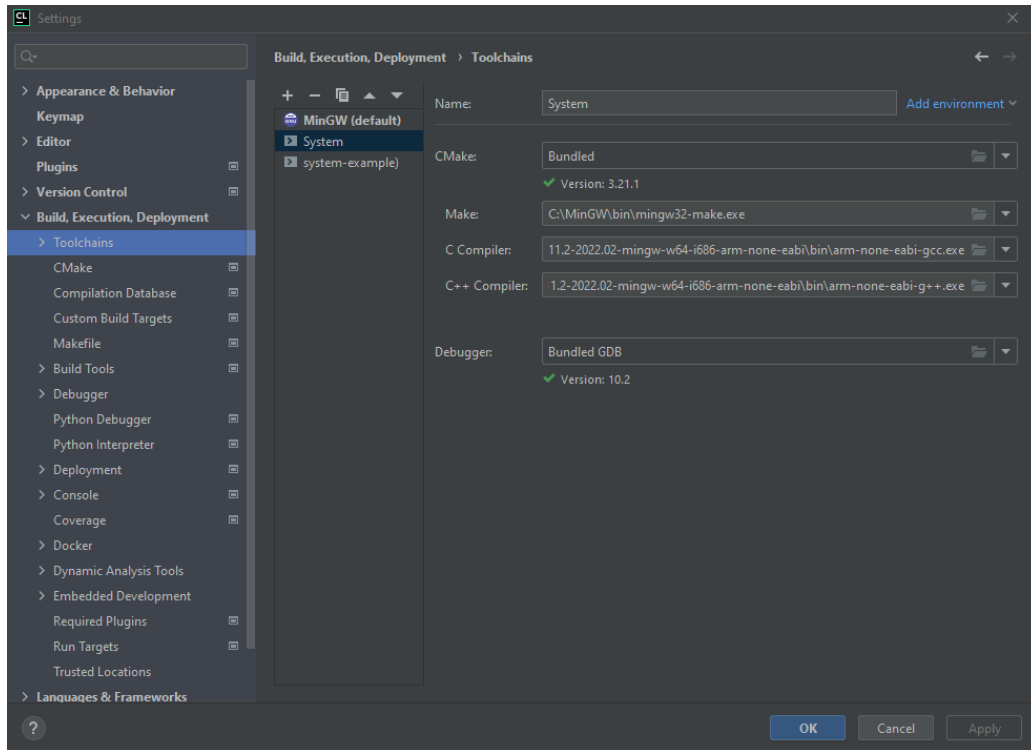 CL Settings
Build, Execution, Deployment > Toolchains
Appearance & Behavior
Keymap
Editor
Plugins
Version Control
Build, Execution, Deployment
Toolchains
CMake
Compilation Database
Custom Build Targets
Makefile
Build Tools
Debugger
Python Debugger
Python Interpreter
Deployment
Console
Coverage
Docker
Dynamic Analysis Tools
Embedded Development
Required Plugins
Run Targets
Trusted Locations
Languages & Frameworks
MinGW (default)
System
system-example)
Name: System Add environment
CMake: Bundled
Version: 3.21.1
Make: C:\MinGW\bin\mingw32-make.exe
C Compiler: 11.2-2022.02-mingw-w64-i686-arm-none-eabi\bin\arm-none-eabi-gcc.exe
C++ Compiler: 1.2-2022.02-mingw-w64-i686-arm-none-eabi\bin\arm-none-eabi-g++.exe
Debugger: Bundled GDB
Version: 10.2
? OK Cancel Apply